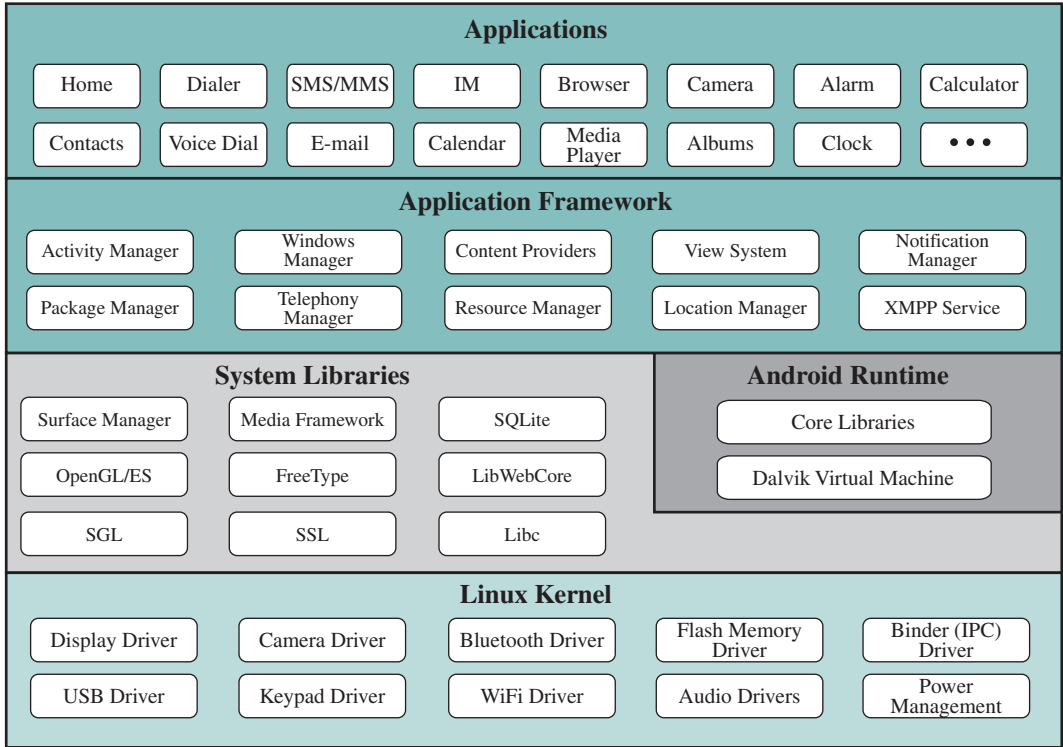 Applications
Home Dialer SMS/MMS IM Browser Camera Alarm Calculator
Contacts Voice Dial E-mail Calendar Media Player Albums Clock •••
Application Framework
Activity Manager Windows Manager Content Providers View System Notification Manager
Package Manager Telephony Manager Resource Manager Location Manager XMPP Service
System Libraries
Surface Manager Media Framework SQLite
OpenGL/ES FreeType LibWebCore
SGL SSL Libc
Android Runtime
Core Libraries
Dalvik Virtual Machine
Linux Kernel
Display Driver Camera Driver Bluetooth Driver Flash Memory Driver Binder (IPC) Driver
USB Driver Keypad Driver WiFi Driver Audio Drivers Power Management